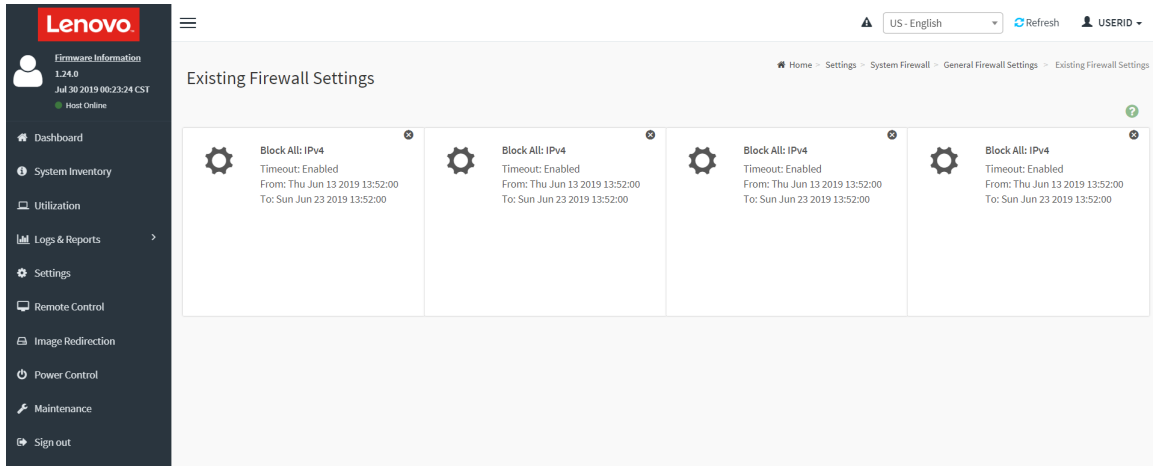 Lenovo
Firmware Information
1.24.0
Jul 30 2019 00:23:24 CST
Host Online
Dashboard
System Inventory
Utilization
Logs & Reports
Settings
Remote Control
Image Redirection
Power Control
Maintenance
Sign out
US - English
Refresh
USERID
Existing Firewall Settings
Home > Settings > System Firewall > General Firewall Settings > Existing Firewall Settings
Block All: IPv4
Timeout: Enabled
From: Thu Jun 13 2019 13:52:00
To: Sun Jun 23 2019 13:52:00
Block All: IPv4
Timeout: Enabled
From: Thu Jun 13 2019 13:52:00
To: Sun Jun 23 2019 13:52:00
Block All: IPv4
Timeout: Enabled
From: Thu Jun 13 2019 13:52:00
To: Sun Jun 23 2019 13:52:00
Block All: IPv4
Timeout: Enabled
From: Thu Jun 13 2019 13:52:00
To: Sun Jun 23 2019 13:52:00